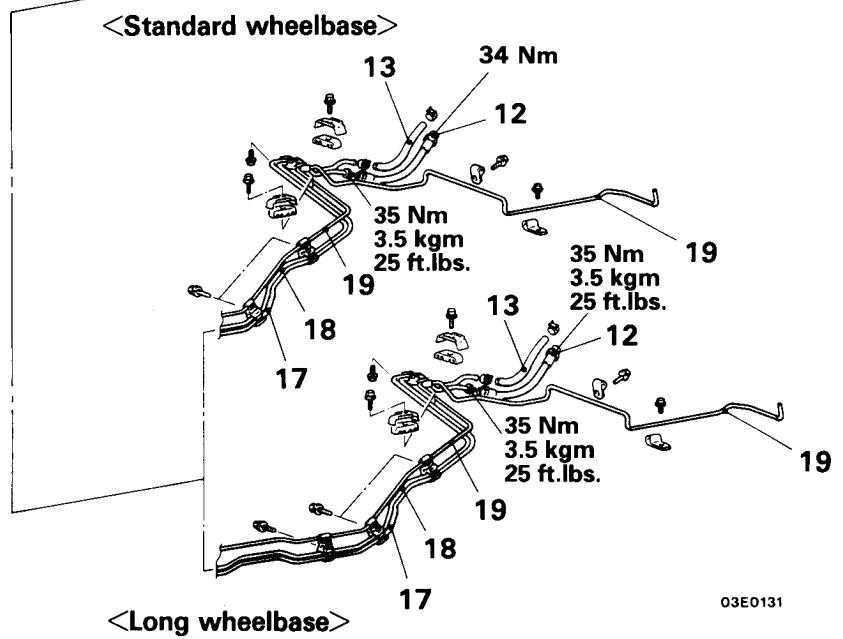 <Standard wheelbase>
34 Nm
13
12
35 Nm
3.5 kgm
25 ft.lbs.
19
19
18
17
35 Nm
3.5 kgm
25 ft.lbs.
13
12
35 Nm
3.5 kgm
25 ft.lbs.
19
19
18
17
<Long wheelbase>
03E0131